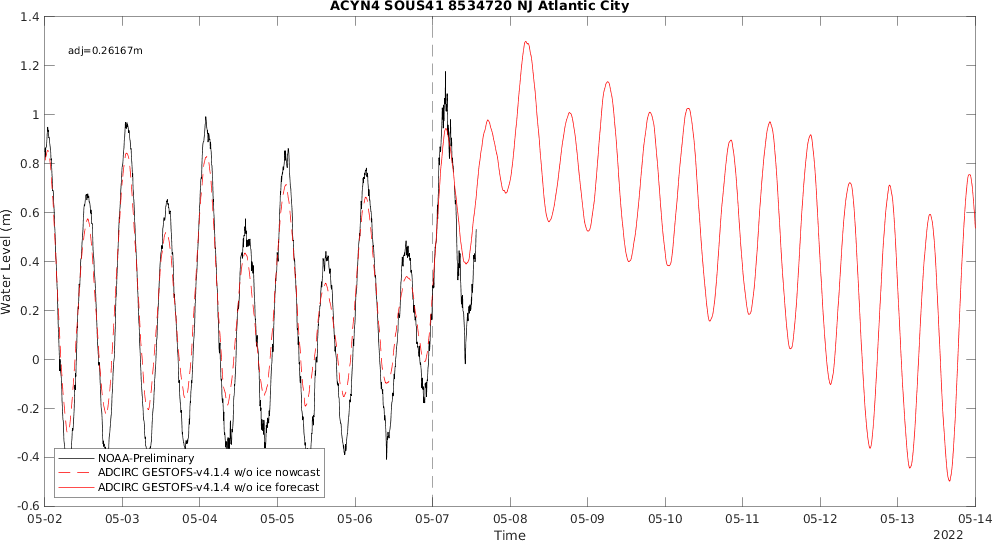 ACYN4 SOUS41 8534720 NJ Atlantic City
adj=0.26167m
Water Level (m)
1.4
1.2
1
0.8
0.6
0.4
0.2
0
-0.2
-0.4
-0.6
NOAA-Preliminary
ADCIRC GESTOFS-v4.1.4 w/o ice nowcast
ADCIRC GESTOFS-v4.1.4 w/o ice forecast
05-02 05-03 05-04 05-05 05-06 05-07 05-08 05-09 05-10 05-11 05-12 05-13 05-14
Time
2022